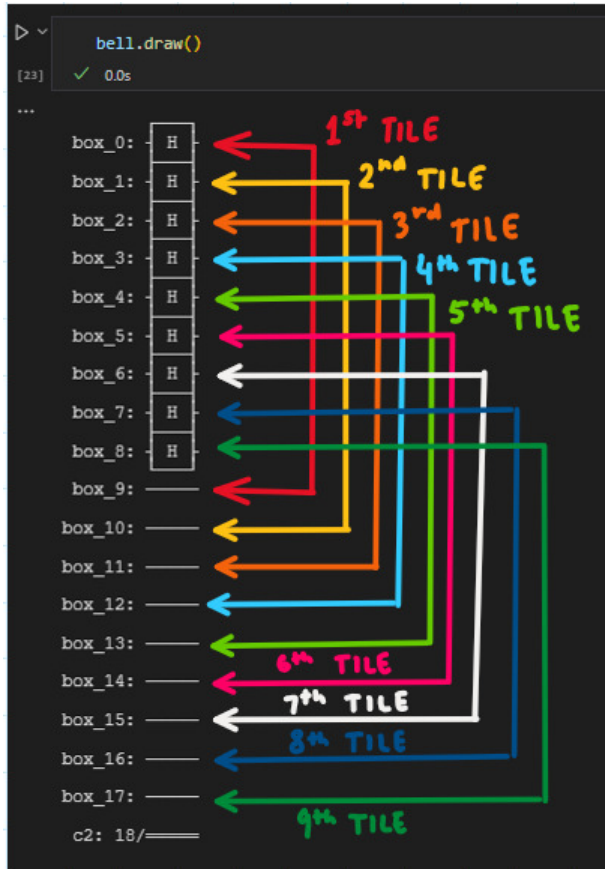 bell.draw()
[23] ✓ 0.0s
...
box_0: H 1st TILE
box_1: H 2nd TILE
box_2: H 3rd TILE
box_3: H 4th TILE
box_4: H 5th TILE
box_5: H
box_6: H
box_7: H
box_8: H
box_9:
box_10:
box_11:
box_12:
box_13:
6th TILE
box_14:
7th TILE
box_15:
8th TILE
box_16:
box_17:
9th TILE
c2: 18/